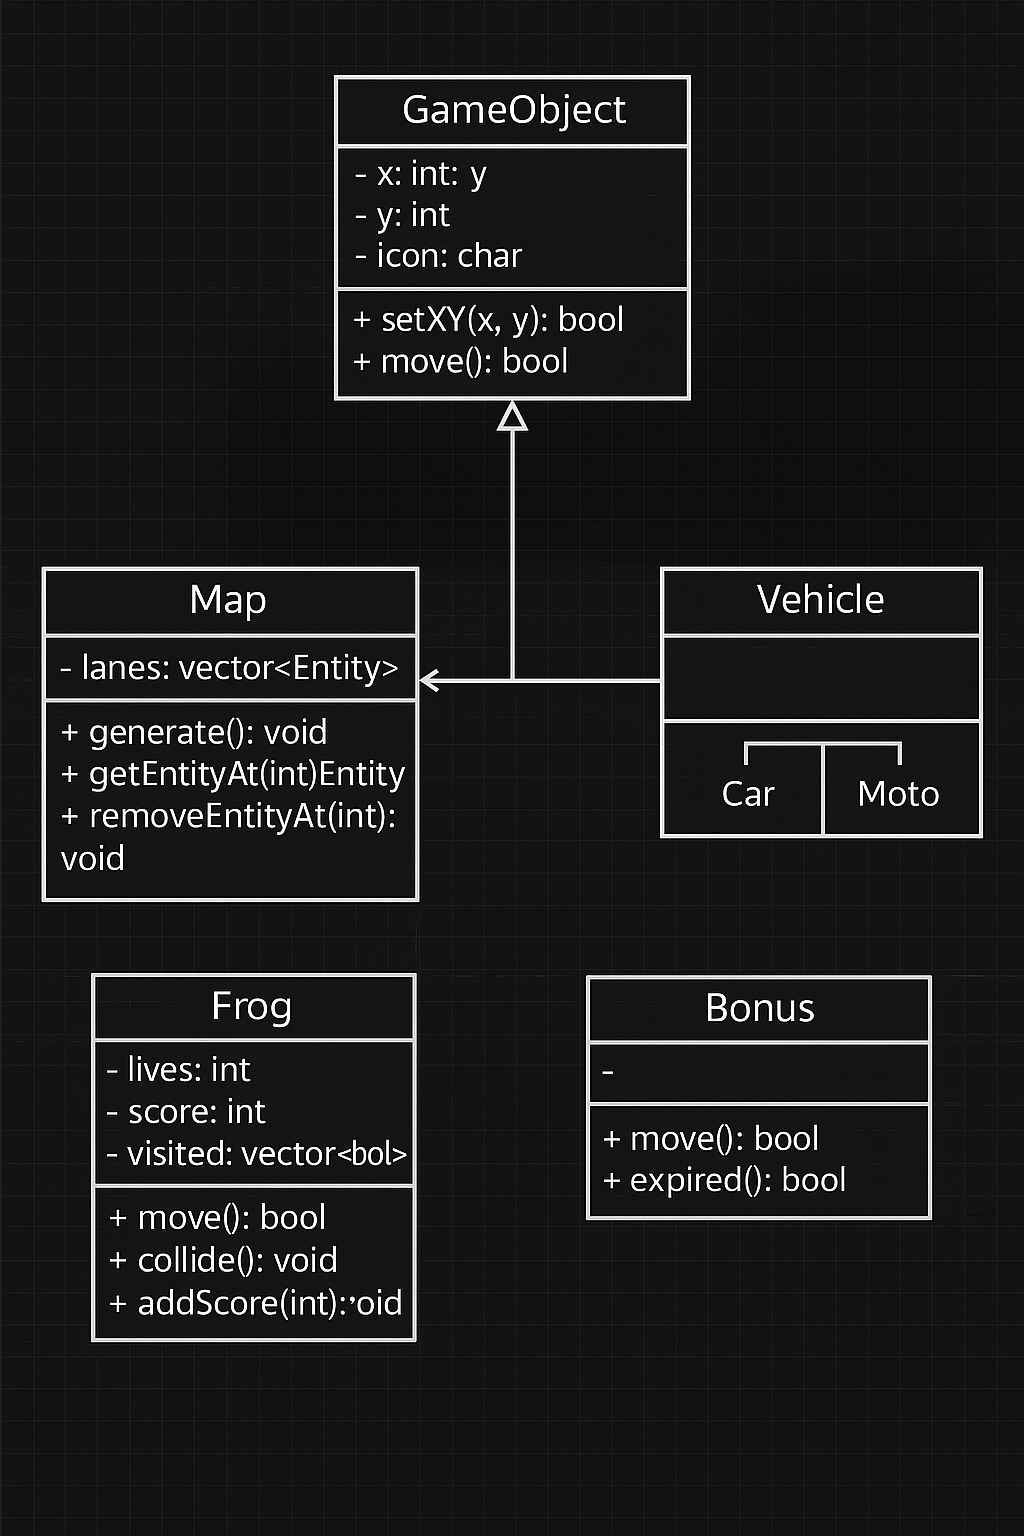 GameObject
- x: int: y
- y: int
- icon: char
+ setXY(x, y): bool
+ move(): bool
Map
- lanes: vector<Entity>
+ generate(): void
+ getEntityAt(int)Entity
+ removeEntityAt(int):
void
Vehicle
Car
Moto
Frog
- lives: int
- score: int
- visited: vector<bol>
+ move(): bool
+ collide(): void
+ addScore(int):’oid
Bonus
-
+ move(): bool
+ expired(): bool